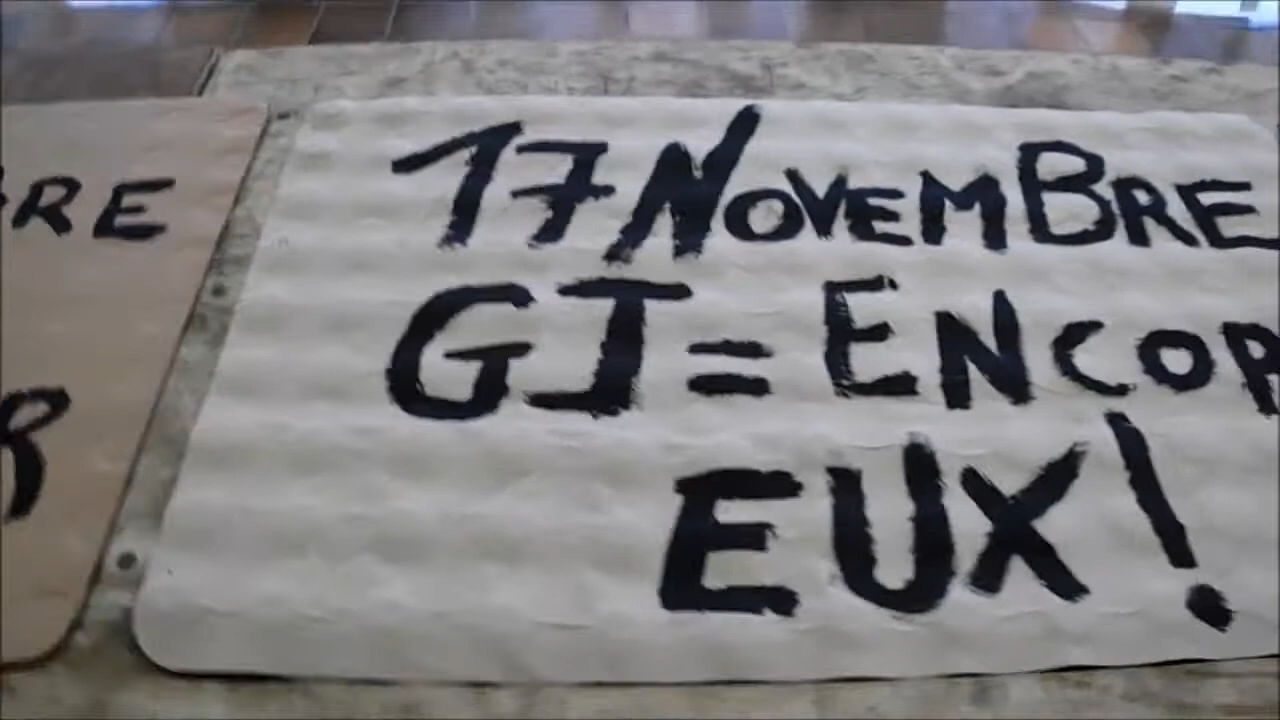 17 NOVEMBRE
GJ = ENCOR
EUX !
RE
R